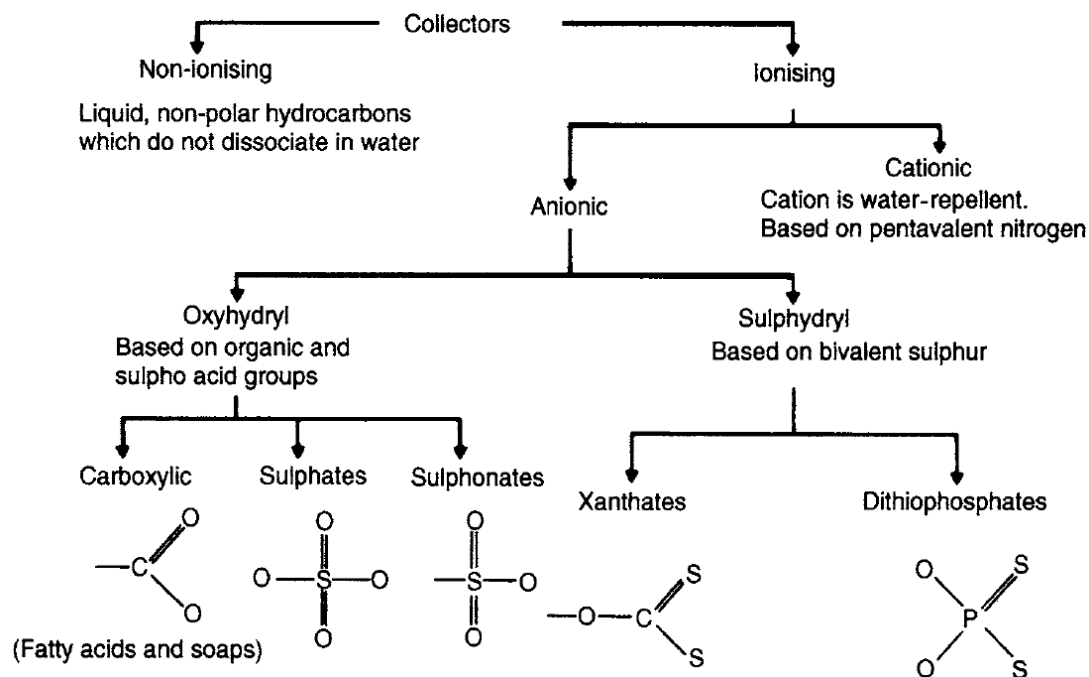 Collectors
Non-ionising
Ionising
Liquid, non-polar hydrocarbons
which do not dissociate in water
Cationic
Cation is water-repellent.
Based on pentavalent nitrogen
Anionic
Oxyhydryl
Based on organic and
sulpho acid groups
Sulphydryl
Based on bivalent sulphur
Carboxylic
Sulphates
Sulphonates
Xanthates
Dithiophosphates
O
C
O
O
O S O
O
O
S O
O
S
O C
S
O S
P
O S
(Fatty acids and soaps)